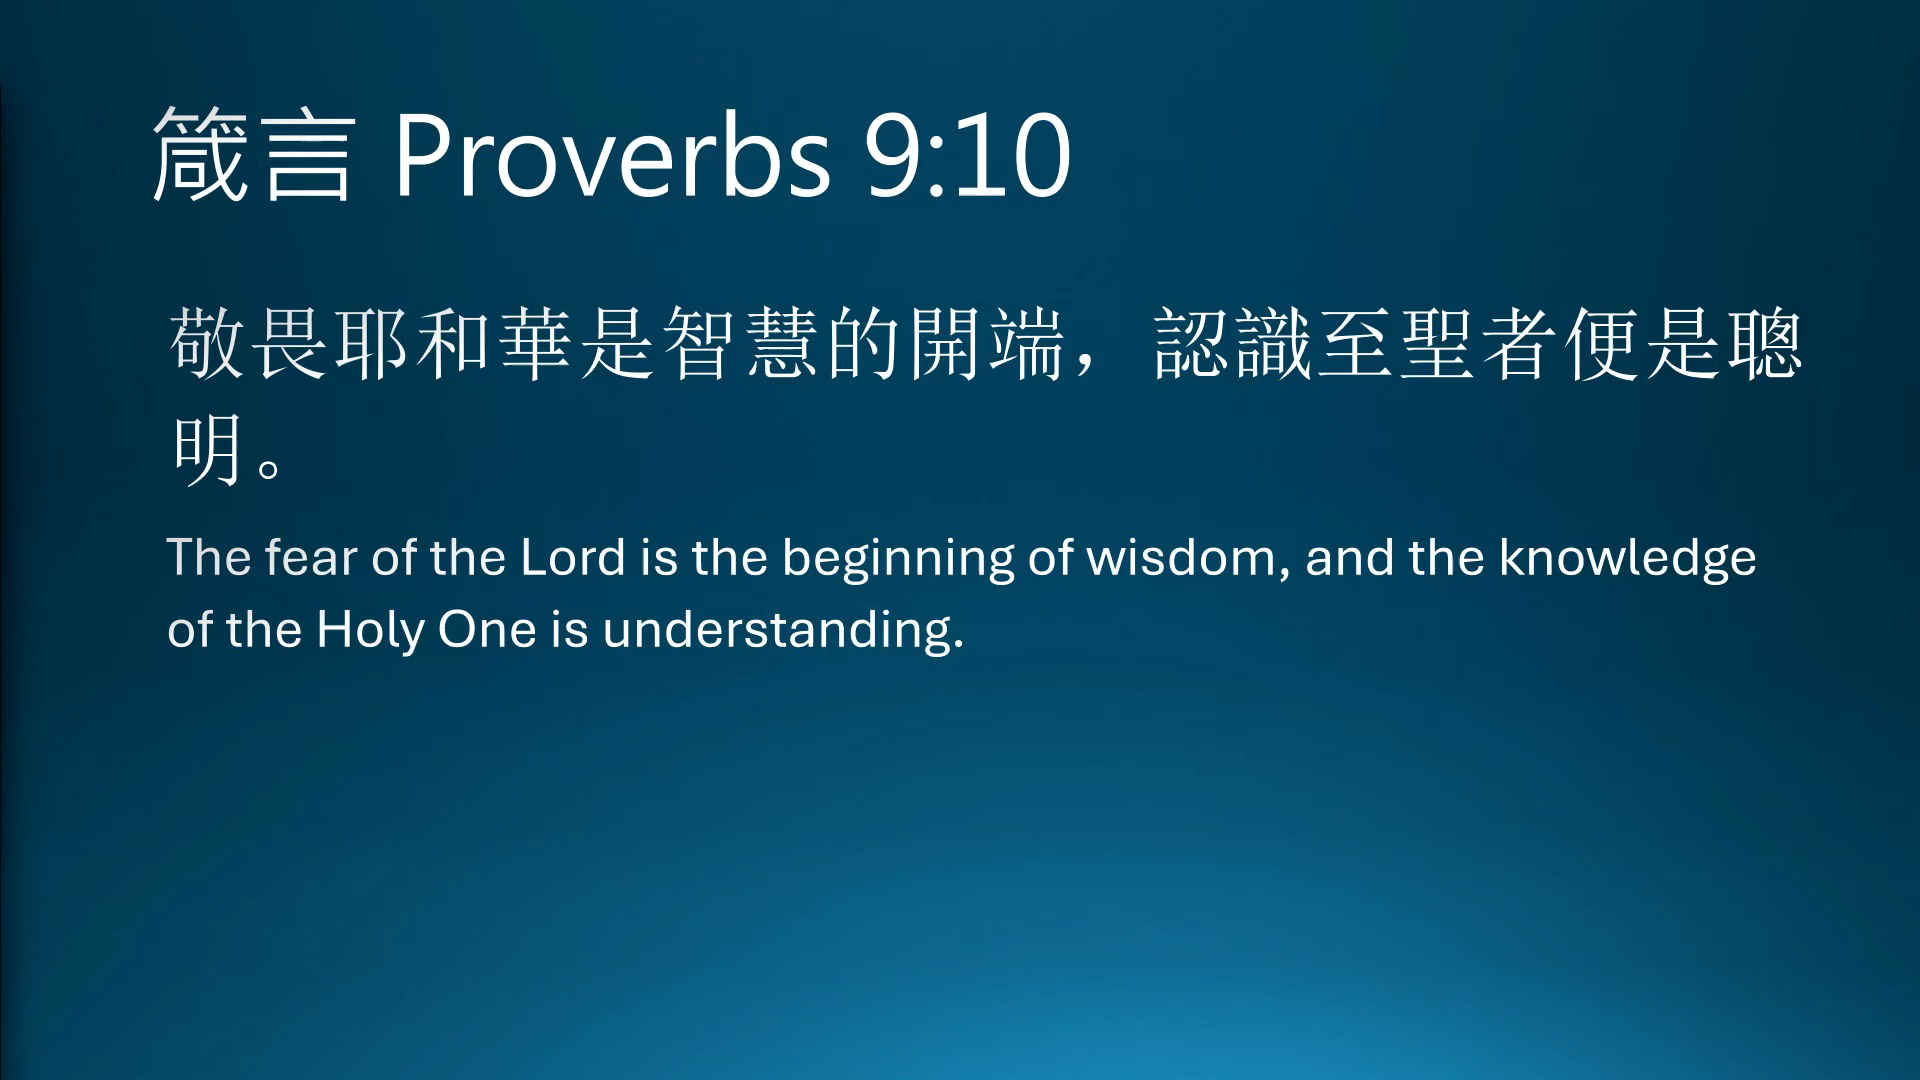 箴言 Proverbs 9:10
敬畏耶和華是智慧的開端，認識至聖者便是聰
明。
The fear of the Lord is the beginning of wisdom, and the knowledge
of the Holy One is understanding.